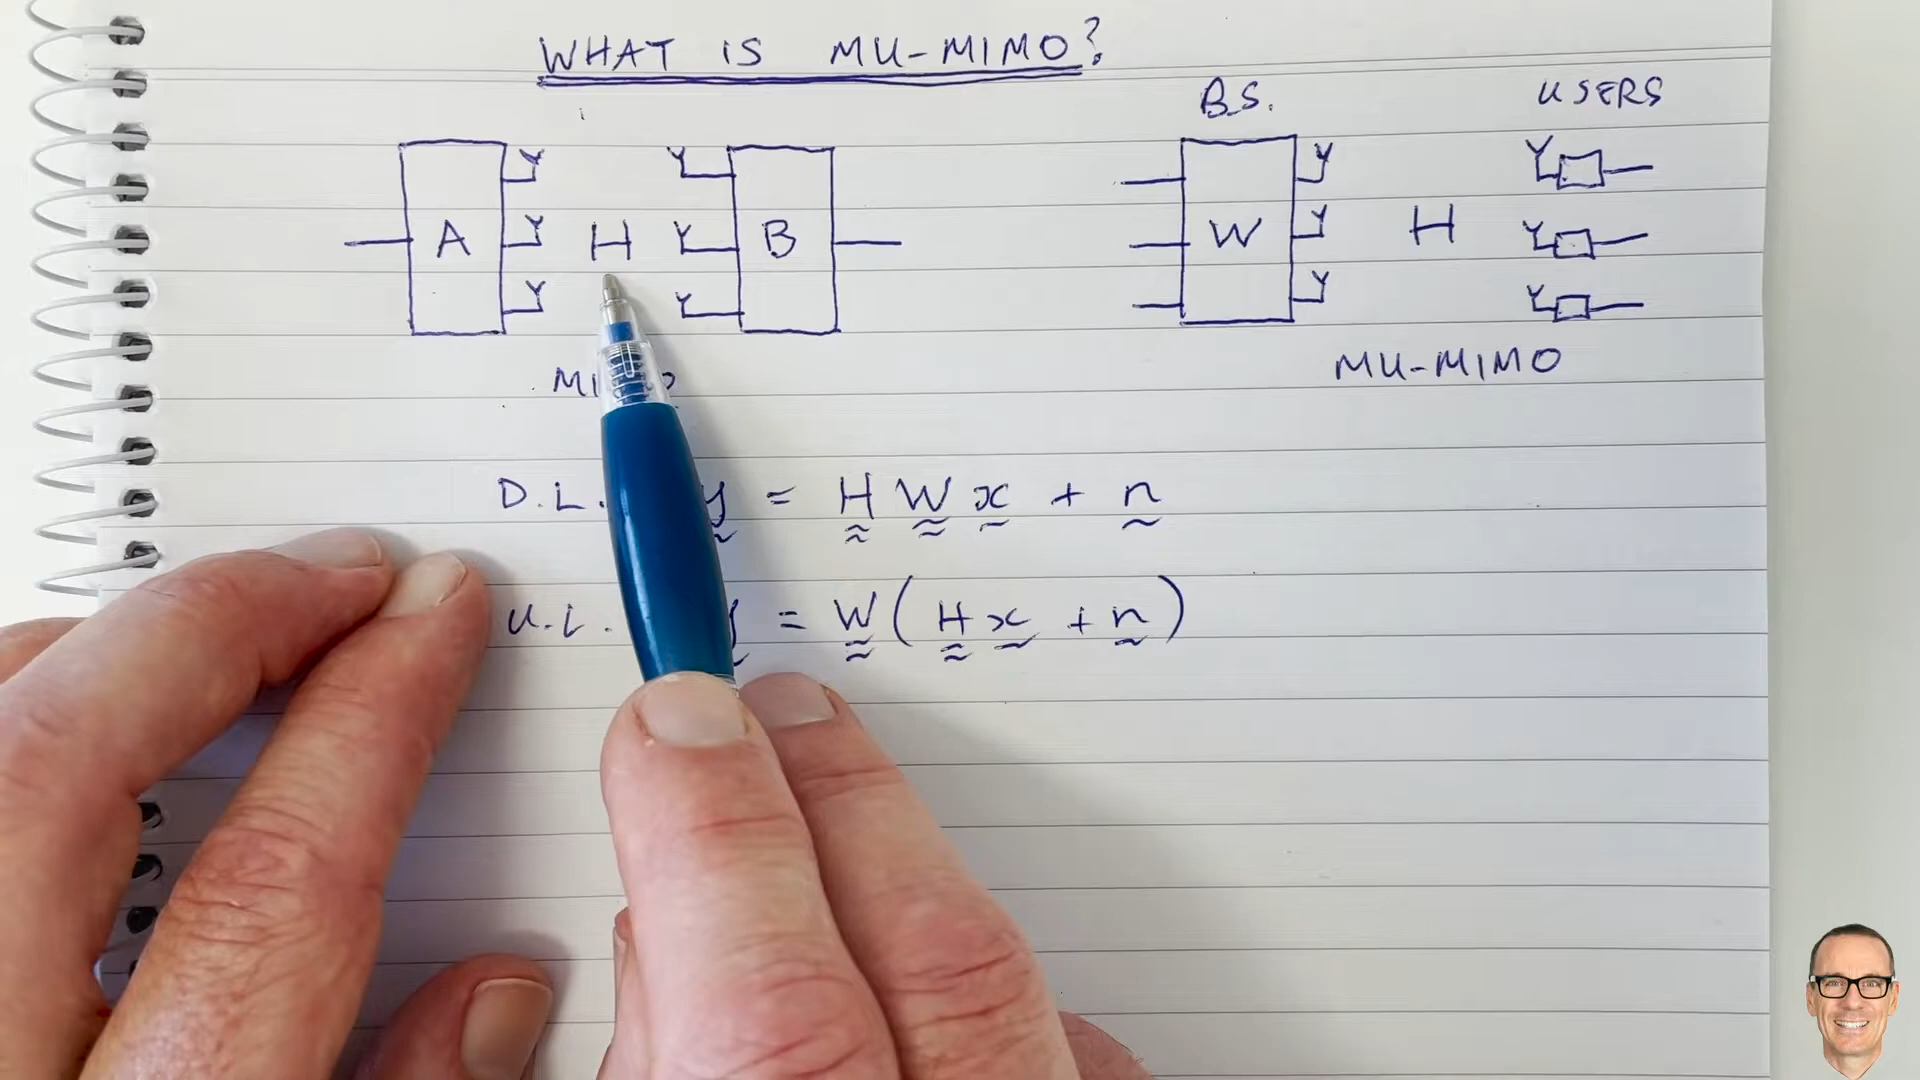 WHAT IS MU-MIMO?
B.S. USERS
A H B W H
MU-MIMO
D.L. y = H W x + n
U.L. = W ( H x + n )